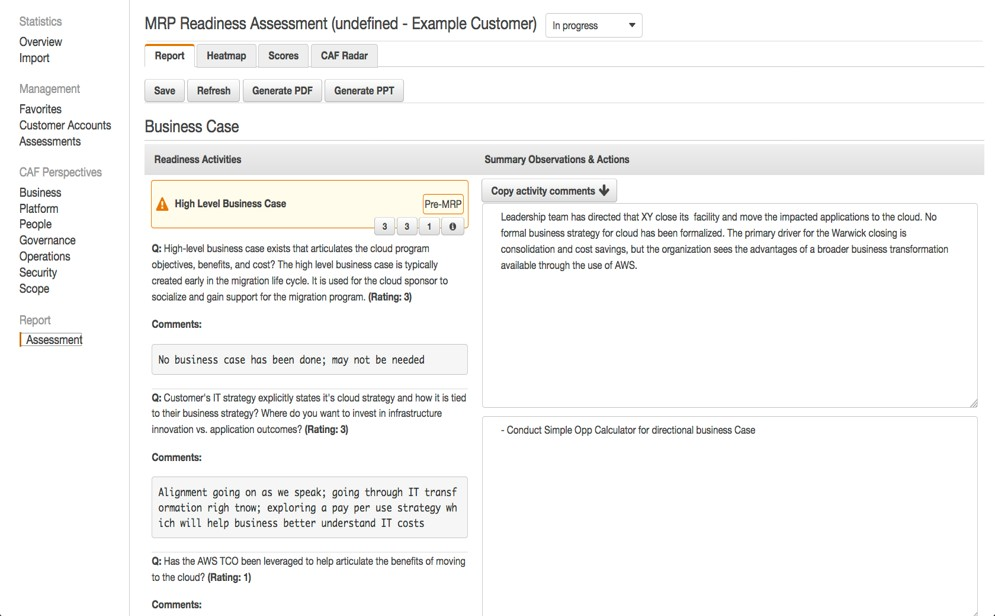 Statistics
Overview
Import
Management
Favorites
Customer Accounts
Assessments
CAF Perspectives
Business
Platform
People
Governance
Operations
Security
Scope
Report
Assessment
MRP Readiness Assessment (undefined - Example Customer)
In progress
Report
Heatmap
Scores
CAF Radar
Save
Refresh
Generate PDF
Generate PPT
Business Case
Readiness Activities
High Level Business Case
Pre-MRP
3
3
1
Q: High-level business case exists that articulates the cloud program
objectives, benefits, and cost? The high level business case is typically
created early in the migration life cycle. It is used for the cloud sponsor to
socialize and gain support for the migration program. (Rating: 3)
Comments:
No business case has been done; may not be needed
Q: Customer's IT strategy explicitly states it's cloud strategy and how it is tied
to their business strategy? Where do you want to invest in infrastructure
innovation vs. application outcomes? (Rating: 3)
Comments:
Alignment going on as we speak; going through IT transf
ormation righ tnow; exploring a pay per use strategy wh
ich will help business better understand IT costs
Q: Has the AWS TCO been leveraged to help articulate the benefits of moving
to the cloud? (Rating: 1)
Comments:
Summary Observations & Actions
Copy activity comments
Leadership team has directed that XY close its  facility and move the impacted applications to the cloud. No
formal business strategy for cloud has been formalized. The primary driver for the Warwick closing is
consolidation and cost savings, but the organization sees the advantages of a broader business transformation
available through the use of AWS.
- Conduct Simple Opp Calculator for directional business Case